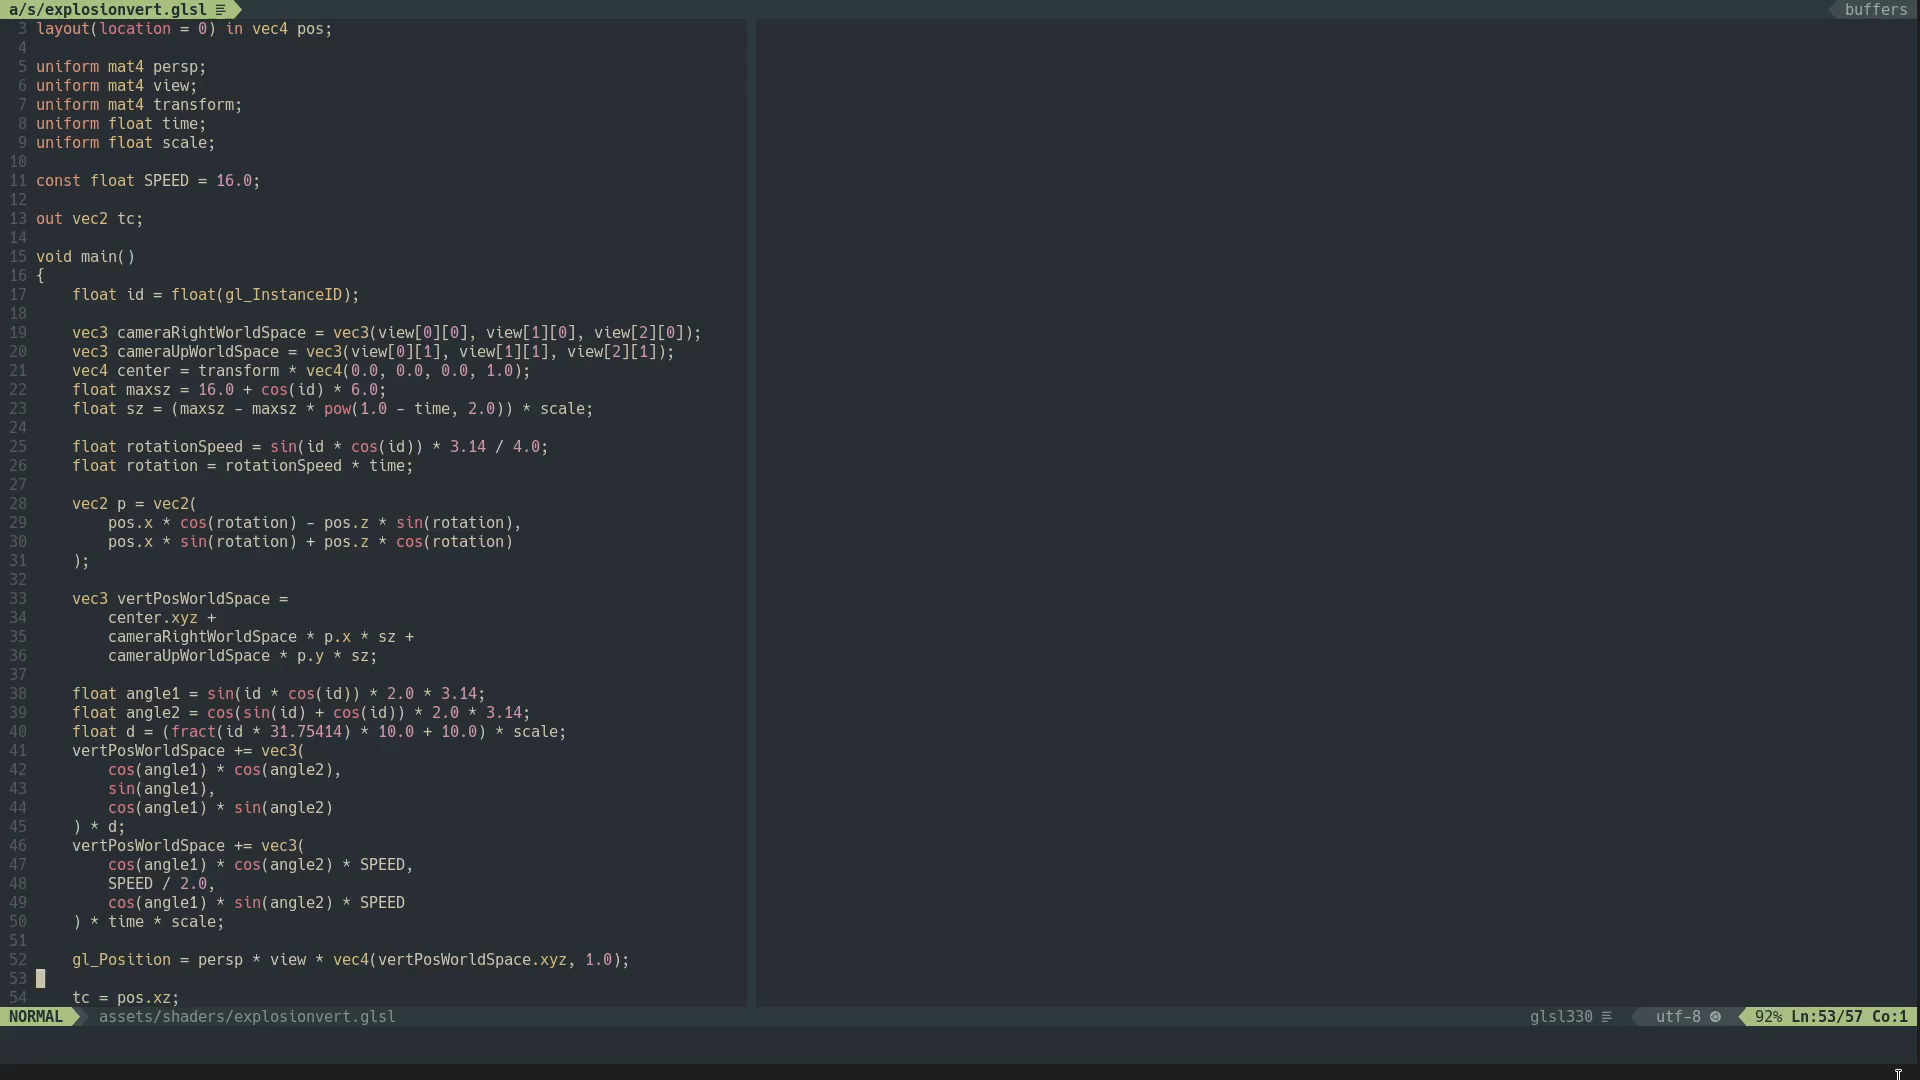 a/s/explosionvert.glsl ≡ buffers
3 layout(location = 0) in vec4 pos;
4
5 uniform mat4 persp;
6 uniform mat4 view;
7 uniform mat4 transform;
8 uniform float time;
9 uniform float scale;
10
11 const float SPEED = 16.0;
12
13 out vec2 tc;
14
15 void main()
16 {
17     float id = float(gl_InstanceID);
18
19     vec3 cameraRightWorldSpace = vec3(view[0][0], view[1][0], view[2][0]);
20     vec3 cameraUpWorldSpace = vec3(view[0][1], view[1][1], view[2][1]);
21     vec4 center = transform * vec4(0.0, 0.0, 0.0, 1.0);
22     float maxsz = 16.0 + cos(id) * 6.0;
23     float sz = (maxsz - maxsz * pow(1.0 - time, 2.0)) * scale;
24
25     float rotationSpeed = sin(id * cos(id)) * 3.14 / 4.0;
26     float rotation = rotationSpeed * time;
27
28     vec2 p = vec2(
29         pos.x * cos(rotation) - pos.z * sin(rotation),
30         pos.x * sin(rotation) + pos.z * cos(rotation)
31     );
32
33     vec3 vertPosWorldSpace =
34         center.xyz +
35         cameraRightWorldSpace * p.x * sz +
36         cameraUpWorldSpace * p.y * sz;
37
38     float angle1 = sin(id * cos(id)) * 2.0 * 3.14;
39     float angle2 = cos(sin(id) + cos(id)) * 2.0 * 3.14;
40     float d = (fract(id * 31.75414) * 10.0 + 10.0) * scale;
41     vertPosWorldSpace += vec3(
42         cos(angle1) * cos(angle2),
43         sin(angle1),
44         cos(angle1) * sin(angle2)
45     ) * d;
46     vertPosWorldSpace += vec3(
47         cos(angle1) * cos(angle2) * SPEED,
48         SPEED / 2.0,
49         cos(angle1) * sin(angle2) * SPEED
50     ) * time * scale;
51
52     gl_Position = persp * view * vec4(vertPosWorldSpace.xyz, 1.0);
53
54     tc = pos.xz;
NORMAL assets/shaders/explosionvert.glsl glsl330 ≡ utf-8 92% Ln:53/57 Co:1